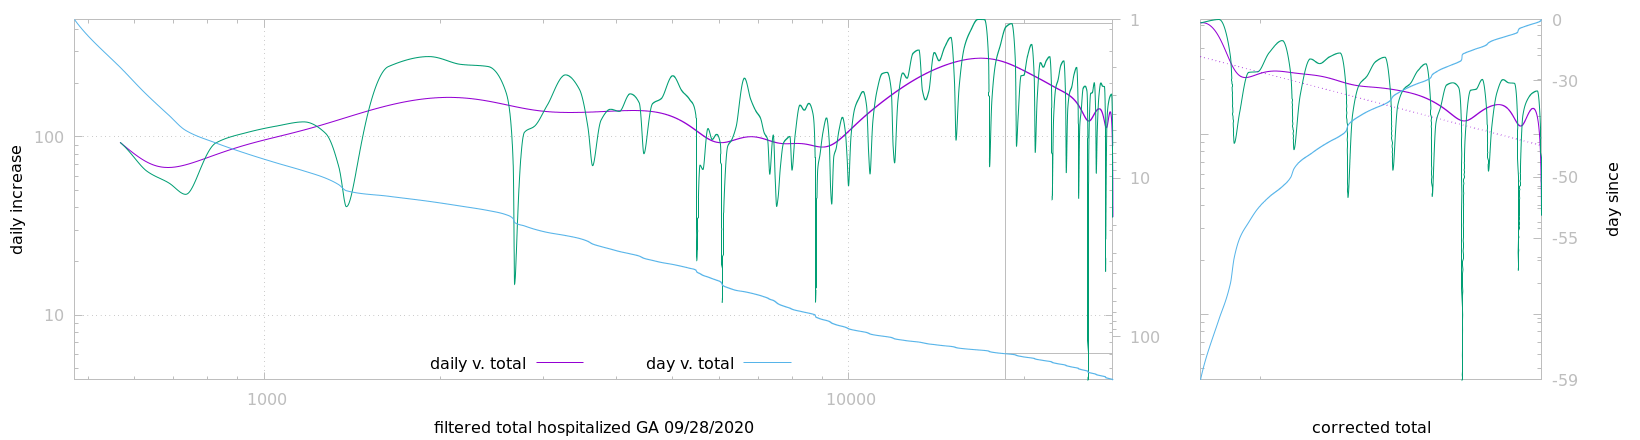 1
0
-30
100
daily increase
10
-50
day since
-55
10
100
daily v. total
day v. total
-59
1000
10000
filtered total hospitalized GA 09/28/2020
corrected total